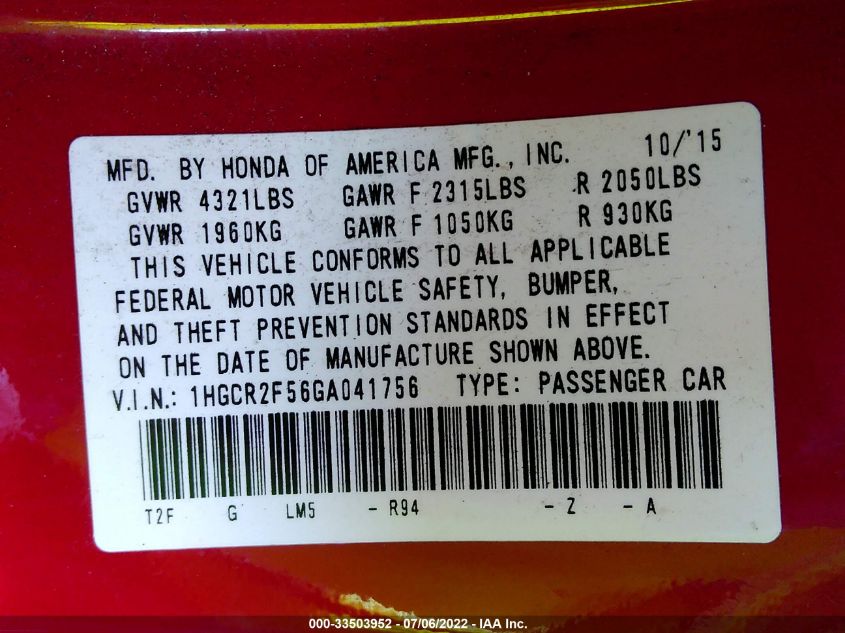 MFD. BY HONDA OF AMERICA MFG., INC. 10/'15
GVWR 4321LBS GAWR F 2315LBS R 2050LBS
GVWR 1960KG GAWR F 1050KG R 930KG
THIS VEHICLE CONFORMS TO ALL APPLICABLE
FEDERAL MOTOR VEHICLE SAFETY, BUMPER,
AND THEFT PREVENTION STANDARDS IN EFFECT
ON THE DATE OF MANUFACTURE SHOWN ABOVE.
V.I.N.: 1HGCR2F56GA041756 TYPE: PASSENGER CAR
T2F G LM5 - R94 - Z - A
000-33503952 - 07/06/2022 - IAA Inc.